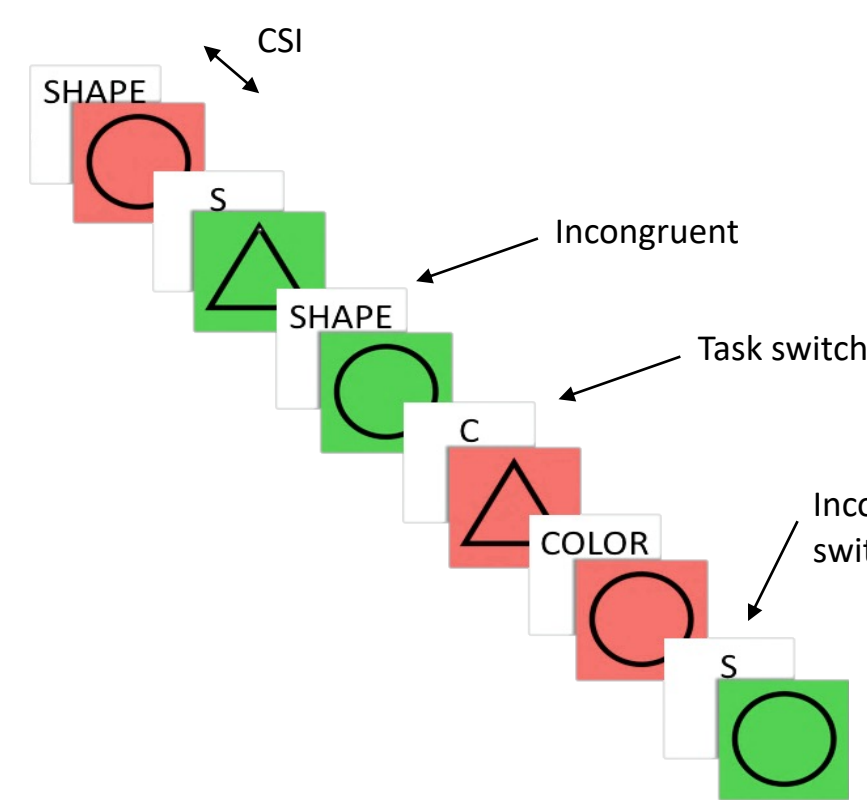 CSI
SHAPE
S
Incongruent
SHAPE
Task switch
C
COLOR
S